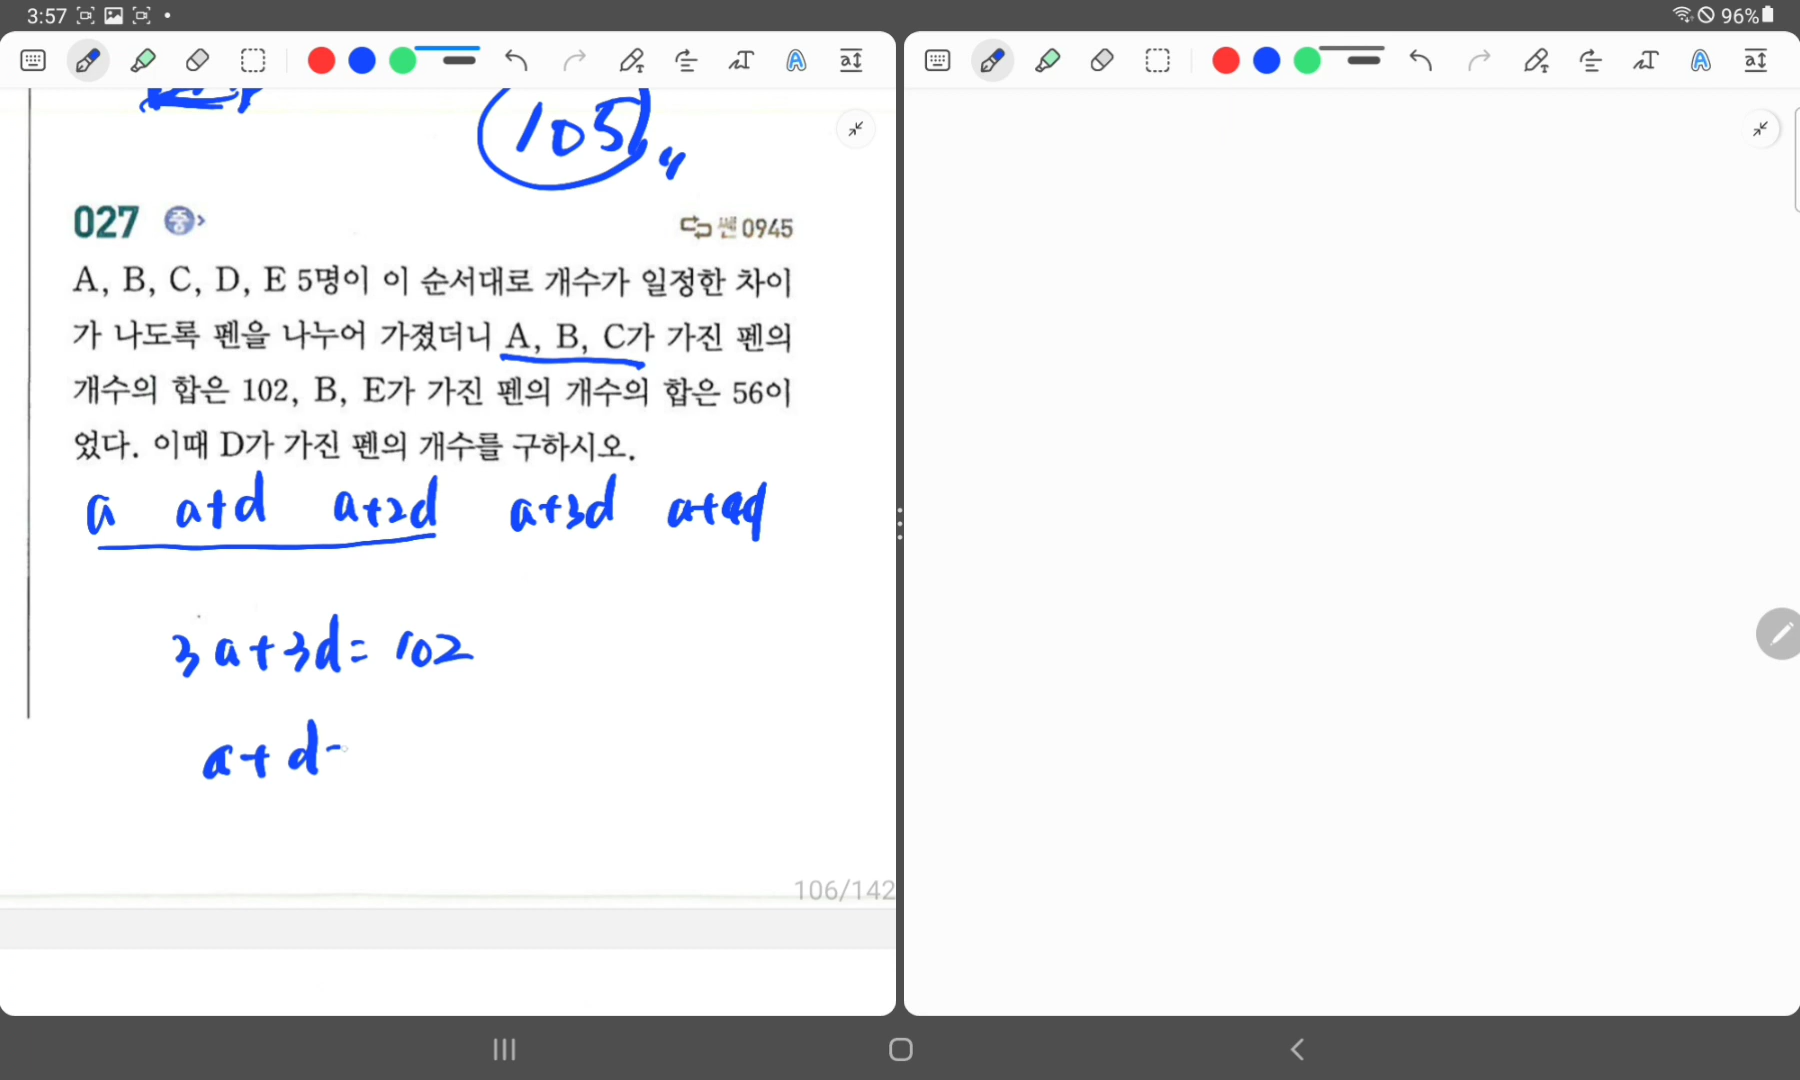 3:57
96%
105
027 중
쎈 0945
A, B, C, D, E 5명이 이 순서대로 개수가 일정한 차이
가 나도록 펜을 나누어 가졌더니 A, B, C가 가진 펜의
개수의 합은 102, B, E가 가진 펜의 개수의 합은 56이
었다. 이때 D가 가진 펜의 개수를 구하시오.
a a+d a+2d a+3d a+4d
3a+3d= 102
a+d-
106/142